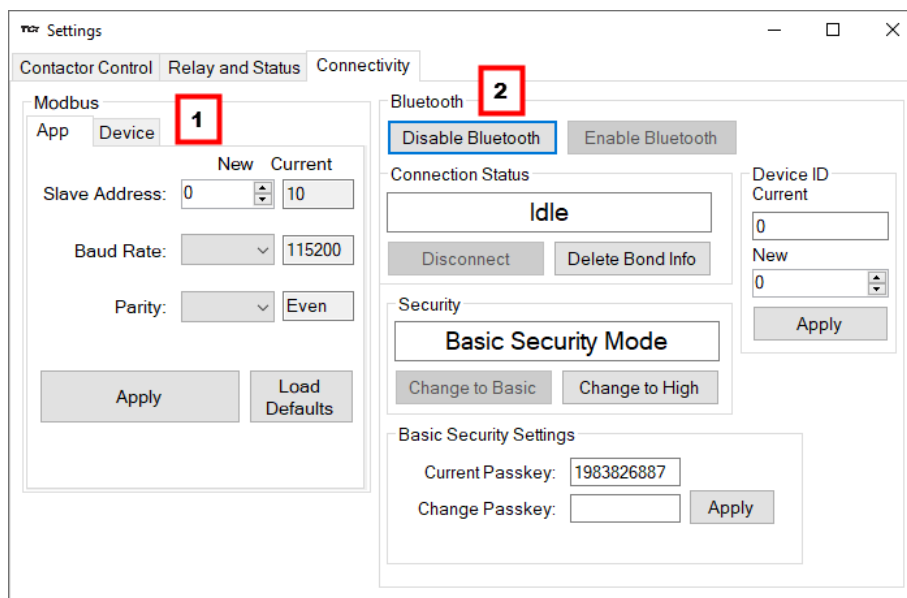 TCT Settings
Contactor Control Relay and Status Connectivity
Modbus
1
App Device
New Current
Slave Address: 0 10
Baud Rate: 115200
Parity: Even
Apply Load Defaults
Bluetooth
2
Disable Bluetooth Enable Bluetooth
Connection Status
Idle
Disconnect Delete Bond Info
Device ID
Current
0
New
0
Apply
Security
Basic Security Mode
Change to Basic Change to High
Basic Security Settings
Current Passkey: 1983826887
Change Passkey: Apply